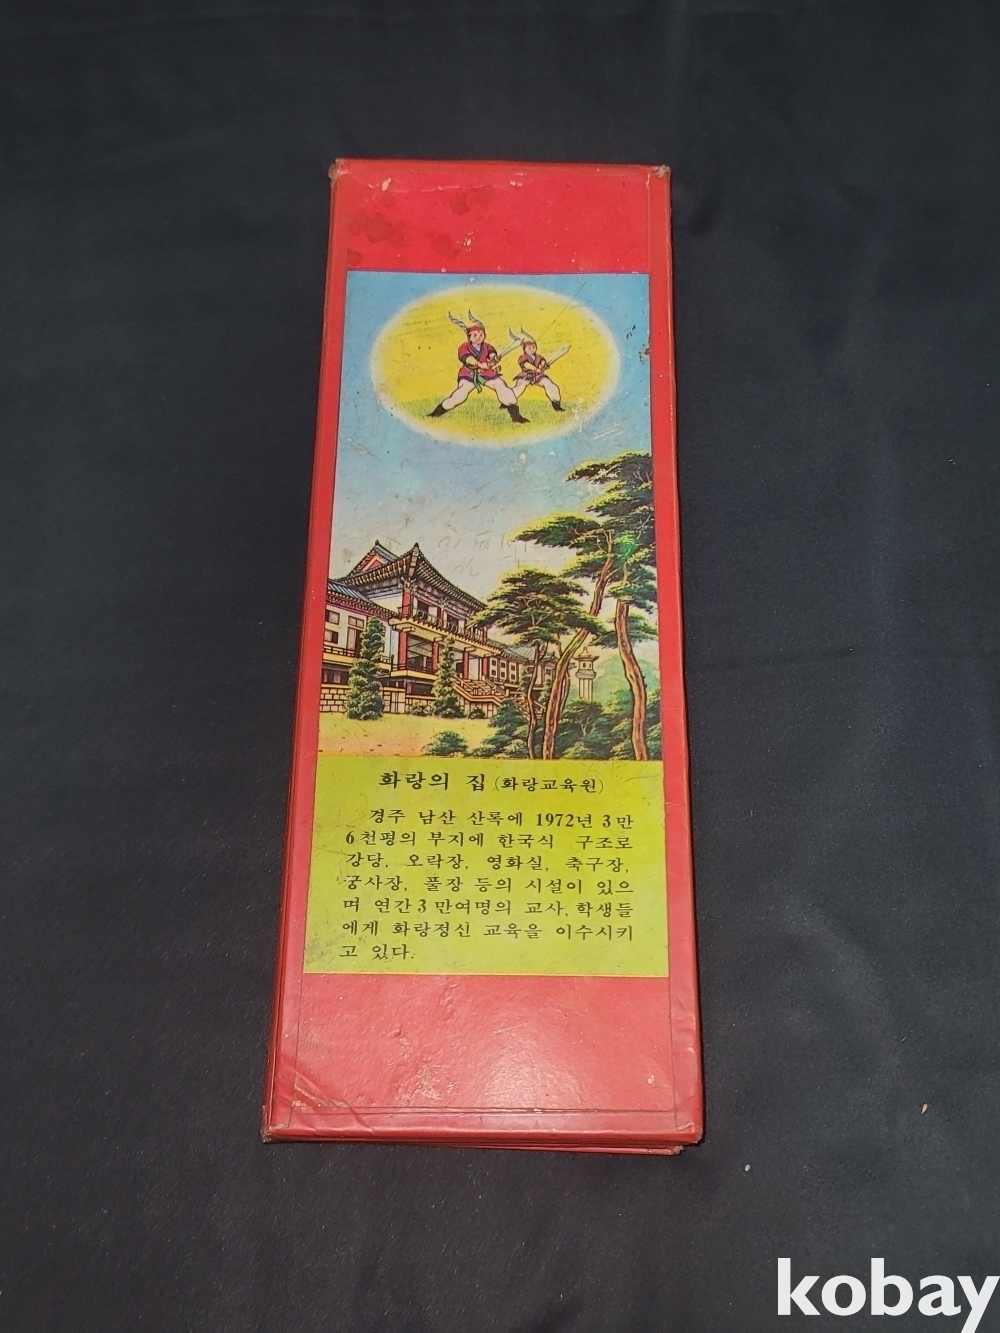 화랑의 집 (화랑교육원)
경주 남산 산록에 1972년 3만
6천평의 부지에 한국식 구조로
강당, 오락장, 영화실, 축구장,
궁사장, 풀장 등의 시설이 있으
며 연간 3만여명의 교사, 학생들
에게 화랑정신 교육을 이수시키
고 있다.
kobay